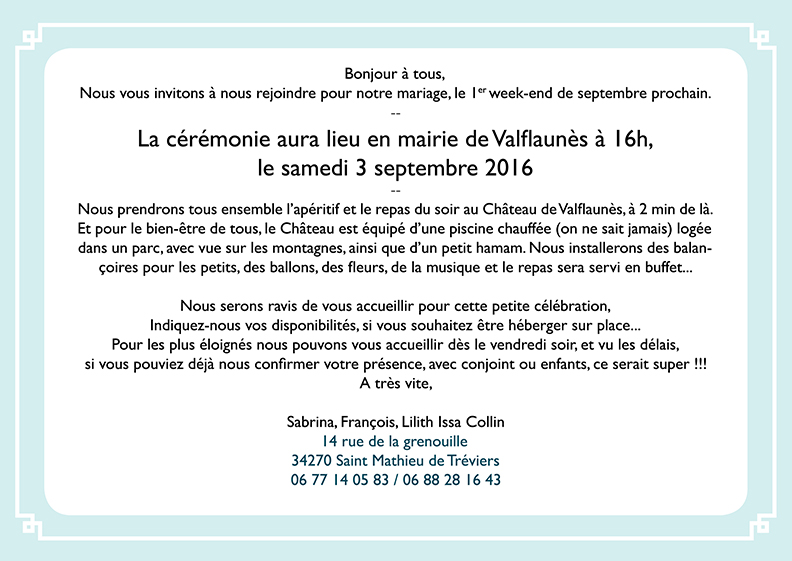 Bonjour à tous,
Nous vous invitons à nous rejoindre pour notre mariage, le 1er week-end de septembre prochain.
--
La cérémonie aura lieu en mairie de Valflaunès à 16h,
le samedi 3 septembre 2016
--
Nous prendrons tous ensemble l'apéritif et le repas du soir au Château de Valflaunès, à 2 min de là.
Et pour le bien-être de tous, le Château est équipé d'une piscine chauffée (on ne sait jamais) logée
dans un parc, avec vue sur les montagnes, ainsi que d'un petit hamam. Nous installerons des balan-
çoires pour les petits, des ballons, des fleurs, de la musique et le repas sera servi en buffet...
Nous serons ravis de vous accueillir pour cette petite célébration,
Indiquez-nous vos disponibilités, si vous souhaitez être héberger sur place...
Pour les plus éloignés nous pouvons vous accueillir dès le vendredi soir, et vu les délais,
si vous pouviez déjà nous confirmer votre présence, avec conjoint ou enfants, ce serait super !!!
A très vite,
Sabrina, François, Lilith Issa Collin
14 rue de la grenouille
34270 Saint Mathieu de Tréviers
06 77 14 05 83 / 06 88 28 16 43